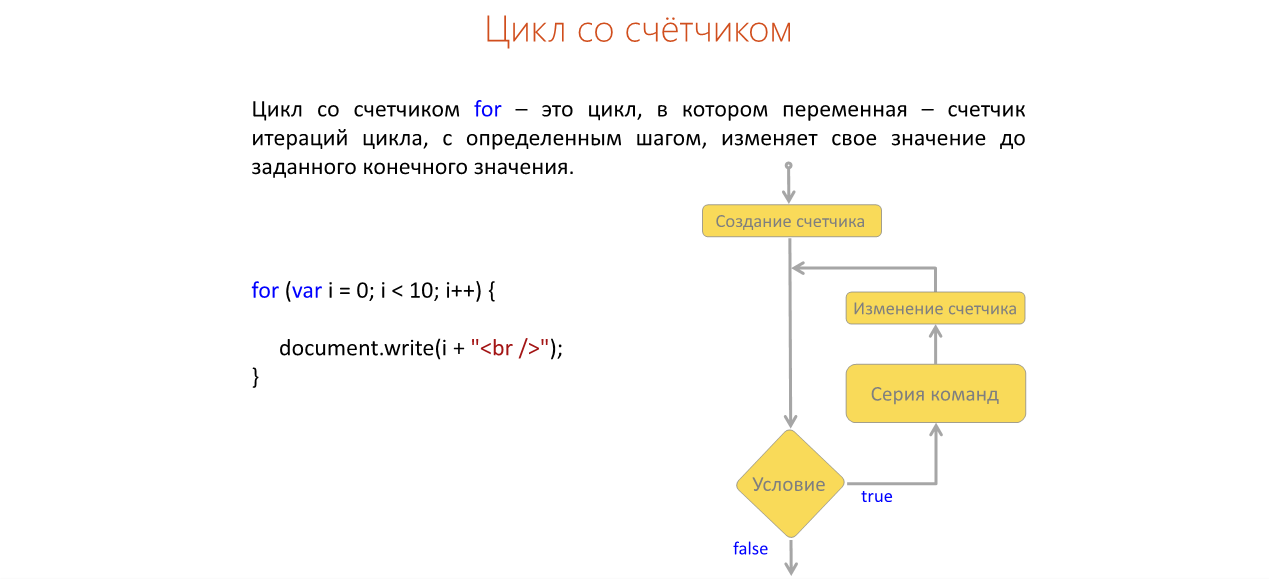 Цикл со счётчиком
Цикл со счетчиком for – это цикл, в котором переменная – счетчик
итераций цикла, с определенным шагом, изменяет свое значение до
заданного конечного значения.
for (var i = 0; i < 10; i++) {
document.write(i + "<br />");
}
Создание счетчика
Изменение счетчика
Серия команд
Условие
true
false